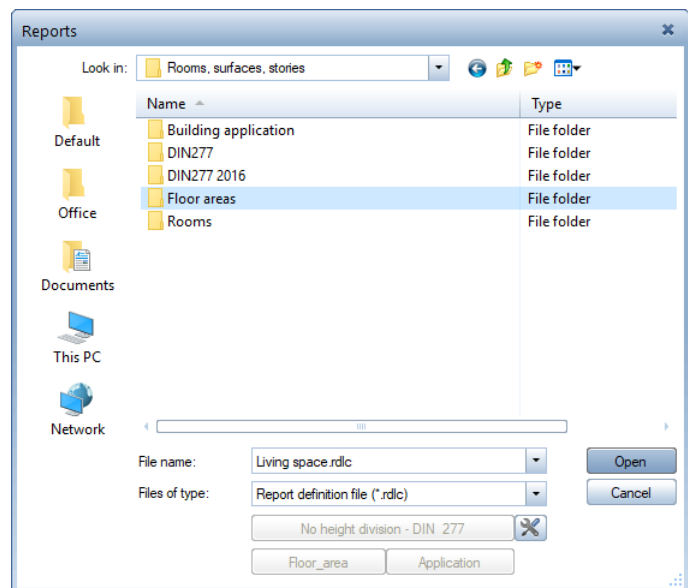 Reports
Look in: Rooms, surfaces, stories
Name Type
Building application File folder
DIN277 File folder
DIN277 2016 File folder
Floor areas File folder
Rooms File folder
Default
Office
Documents
This PC
Network
File name: Living space.rdlc Open
Files of type: Report definition file (*.rdlc) Cancel
No height division - DIN 277
Floor_area Application